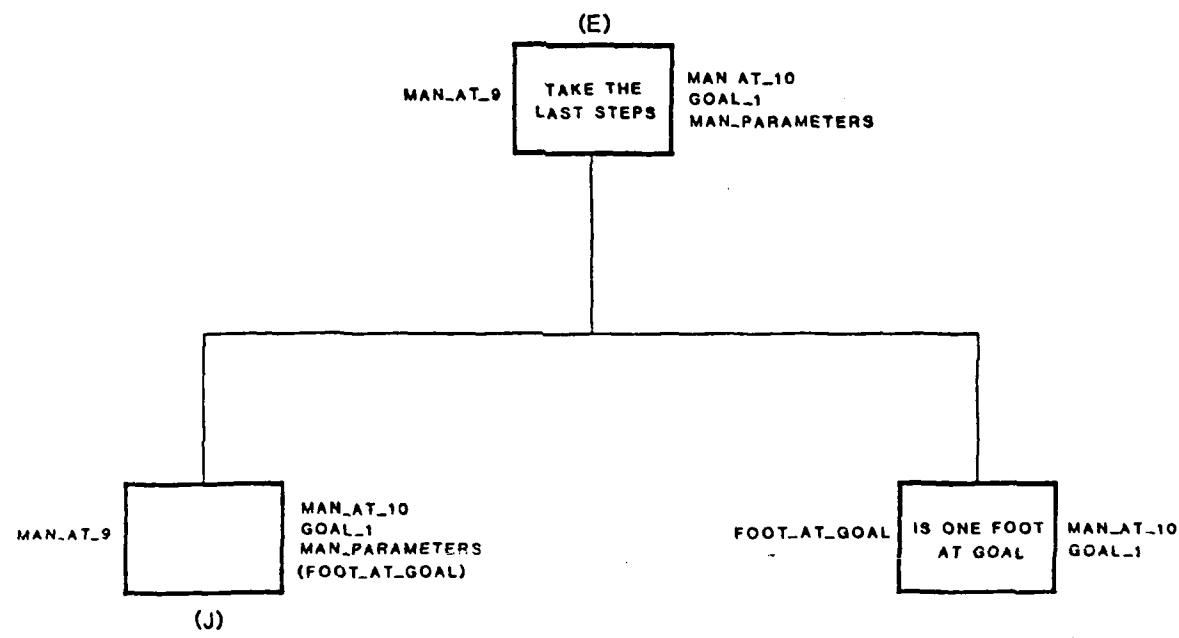 (E)
MAN_AT_9
TAKE THE
LAST STEPS
MAN AT_10
GOAL_1
MAN_PARAMETERS
MAN_AT_9
MAN_AT_10
GOAL_1
MAN_PARAMETERS
(FOOT_AT_GOAL)
(J)
FOOT_AT_GOAL
IS ONE FOOT
AT GOAL
MAN_AT_10
GOAL_1